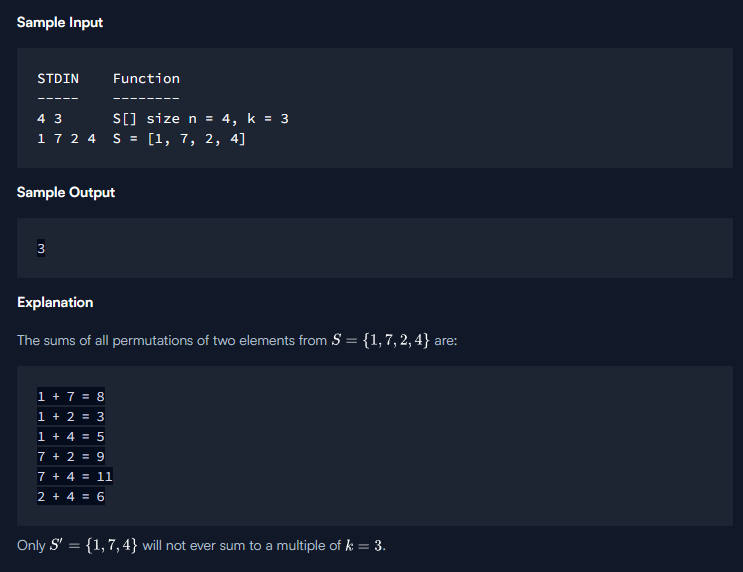 Sample Input
STDIN    Function
-----    --------
4 3      S[] size n = 4, k = 3
1 7 2 4  S = [1, 7, 2, 4]
Sample Output
3
Explanation
The sums of all permutations of two elements from S = {1, 7, 2, 4} are:
1 + 7 = 8
1 + 2 = 3
1 + 4 = 5
7 + 2 = 9
7 + 4 = 11
2 + 4 = 6
Only S′ = {1, 7, 4} will not ever sum to a multiple of k = 3.